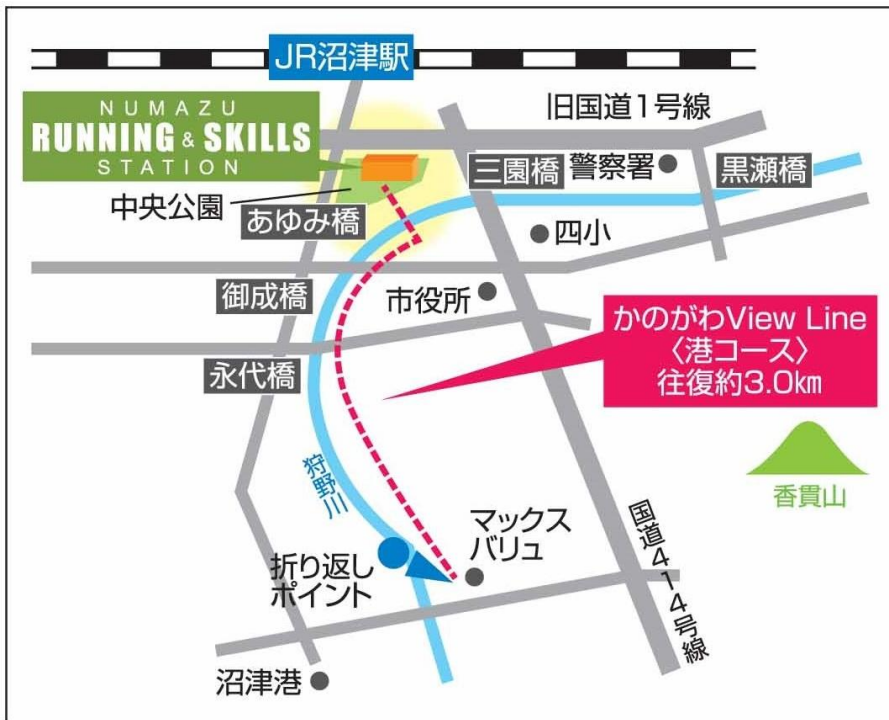 JR沼津駅
NUMAZU
RUNNING & SKILLS
STATION
旧国道1号線
中央公園
あゆみ橋
三園橋
警察署
黒瀬橋
四小
御成橋
市役所
永代橋
かのがわView Line
〈港コース〉
往復約3.0km
狩野川
香貫山
マックス
バリュ
折り返し
ポイント
国道414号線
沼津港